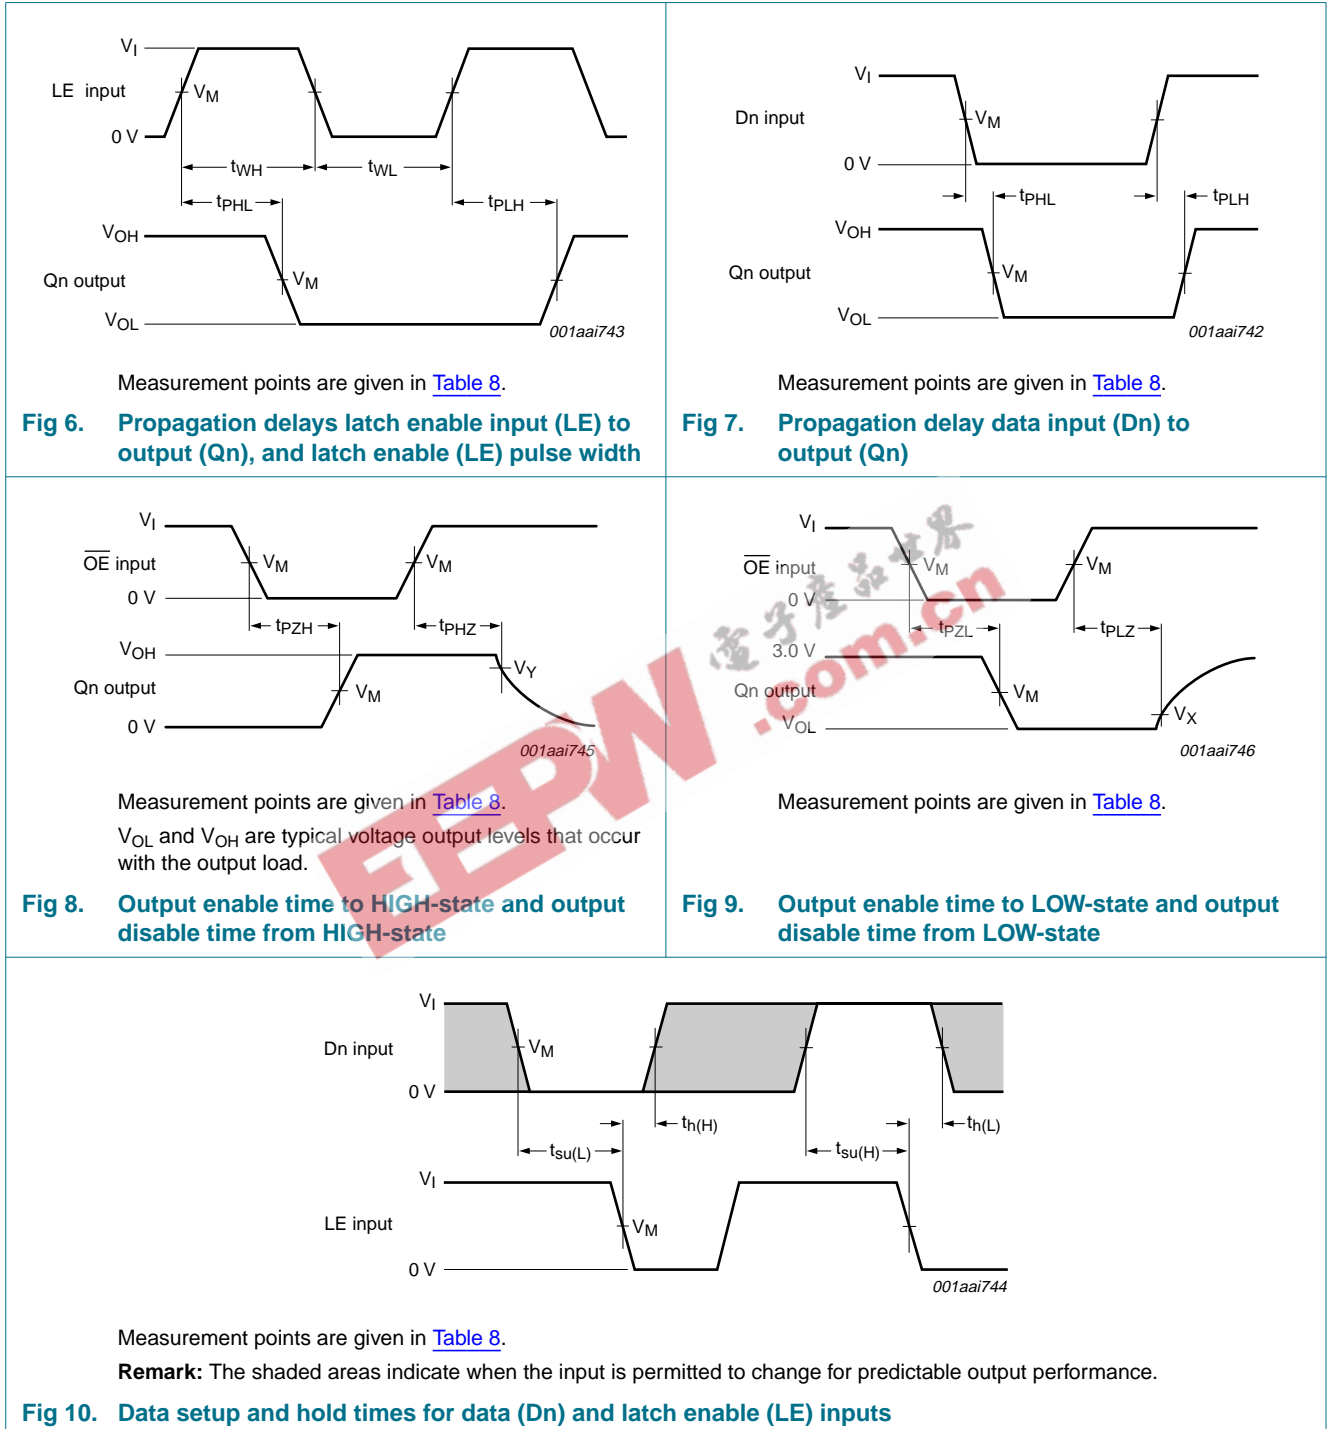 VI
LE input
VM
0 V
tWH
tWL
tPHL
tPLH
VOH
Qn output
VM
VOL
001aai743
Measurement points are given in Table 8.
Fig 6. Propagation delays latch enable input (LE) to
output (Qn), and latch enable (LE) pulse width
VI
Dn input
VM
0 V
tPHL
tPLH
VOH
Qn output
VM
VOL
001aai742
Measurement points are given in Table 8.
Fig 7. Propagation delay data input (Dn) to
output (Qn)
VI
OE input
VM
VM
0 V
tPZH
tPHZ
VOH
VY
Qn output
VM
0 V
001aai745
Measurement points are given in Table 8.
VOL and VOH are typical voltage output levels that occur
with the output load.
Fig 8. Output enable time to HIGH-state and output
disable time from HIGH-state
VI
OE input
VM
VM
0 V
tPZL
tPLZ
3.0 V
Qn output
VM
VX
VOL
001aai746
Measurement points are given in Table 8.
Fig 9. Output enable time to LOW-state and output
disable time from LOW-state
EEPW
.com.cn
電子產品世界
VI
Dn input
VM
0 V
th(H)
th(L)
tsu(L)
tsu(H)
VI
LE input
VM
0 V
001aai744
Measurement points are given in Table 8.
Remark: The shaded areas indicate when the input is permitted to change for predictable output performance.
Fig 10. Data setup and hold times for data (Dn) and latch enable (LE) inputs